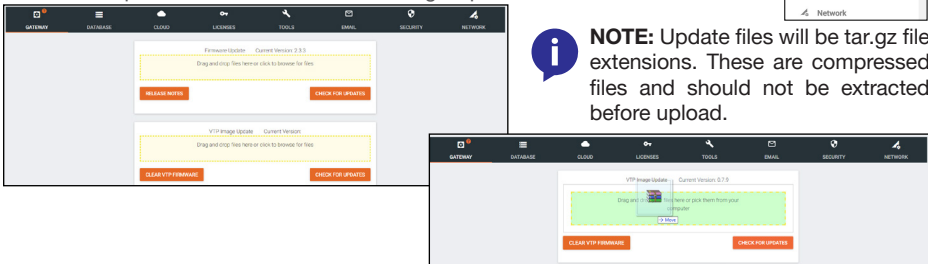 Network
GATEWAY DATABASE CLOUD LICENSES TOOLS EMAIL SECURITY NETWORK
Firmware Update Current Version: 2.3.3
Drag and drop files here or click to browse for files
RELEASE NOTES CHECK FOR UPDATES
VTP Image Update Current Version:
Drag and drop files here or click to browse for files
CLEAR VTP FIRMWARE CHECK FOR UPDATES
NOTE: Update files will be tar.gz file
extensions. These are compressed
files and should not be extracted
before upload.
GATEWAY DATABASE CLOUD LICENSES TOOLS EMAIL SECURITY NETWORK
VTP Image Update Current Version: 0.7.9
Drag and files here or pick them from your
computer
Move
CLEAR VTP FIRMWARE CHECK FOR UPDATES